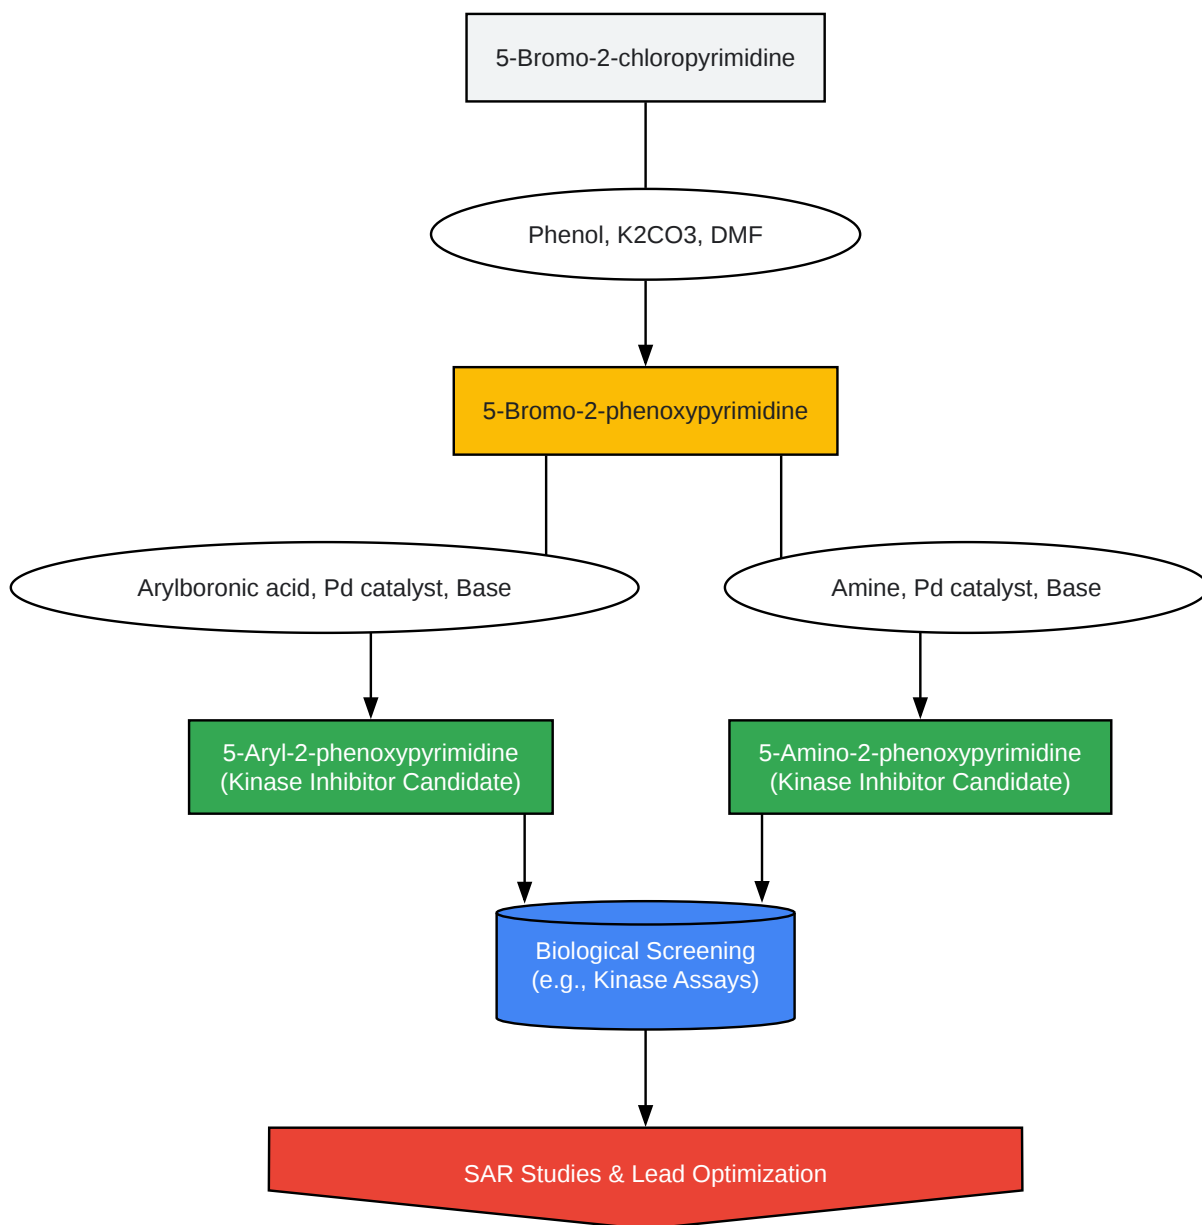 5-Bromo-2-chloropyrimidine
Phenol, K2CO3, DMF
5-Bromo-2-phenoxypyrimidine
Arylboronic acid, Pd catalyst, Base
Amine, Pd catalyst, Base
5-Aryl-2-phenoxypyrimidine
(Kinase Inhibitor Candidate)
5-Amino-2-phenoxypyrimidine
(Kinase Inhibitor Candidate)
Biological Screening
(e.g., Kinase Assays)
SAR Studies & Lead Optimization